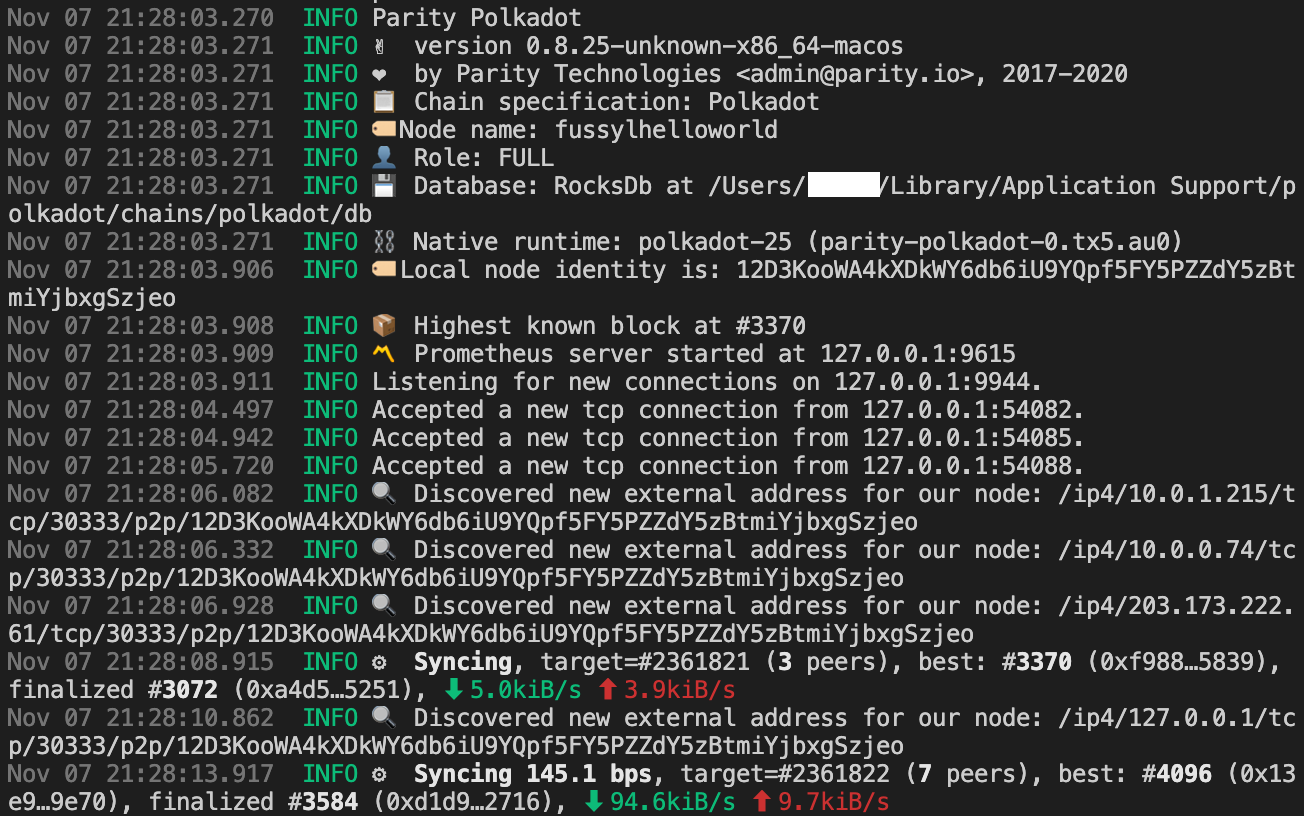 Nov 07 21:28:03.270  INFO Parity Polkadot
Nov 07 21:28:03.271  INFO ✌️  version 0.8.25-unknown-x86_64-macos
Nov 07 21:28:03.271  INFO ❤️  by Parity Technologies <admin@parity.io>, 2017-2020
Nov 07 21:28:03.271  INFO 📋 Chain specification: Polkadot
Nov 07 21:28:03.271  INFO 🏷 Node name: fussylhelloworld
Nov 07 21:28:03.271  INFO 👤 Role: FULL
Nov 07 21:28:03.271  INFO 💾 Database: RocksDb at /Users/ /Library/Application Support/p
olkadot/chains/polkadot/db
Nov 07 21:28:03.271  INFO ⛓  Native runtime: polkadot-25 (parity-polkadot-0.tx5.au0)
Nov 07 21:28:03.906  INFO 🏷 Local node identity is: 12D3KooWA4kXDkWY6db6iU9YQpf5FY5PZZdY5zBt
miYjbxgSzjeo
Nov 07 21:28:03.908  INFO 📦 Highest known block at #3370
Nov 07 21:28:03.909  INFO 〽️ Prometheus server started at 127.0.0.1:9615
Nov 07 21:28:03.911  INFO Listening for new connections on 127.0.0.1:9944.
Nov 07 21:28:04.497  INFO Accepted a new tcp connection from 127.0.0.1:54082.
Nov 07 21:28:04.942  INFO Accepted a new tcp connection from 127.0.0.1:54085.
Nov 07 21:28:05.720  INFO Accepted a new tcp connection from 127.0.0.1:54088.
Nov 07 21:28:06.082  INFO 🔍 Discovered new external address for our node: /ip4/10.0.1.215/t
cp/30333/p2p/12D3KooWA4kXDkWY6db6iU9YQpf5FY5PZZdY5zBtmiYjbxgSzjeo
Nov 07 21:28:06.332  INFO 🔍 Discovered new external address for our node: /ip4/10.0.0.74/tc
p/30333/p2p/12D3KooWA4kXDkWY6db6iU9YQpf5FY5PZZdY5zBtmiYjbxgSzjeo
Nov 07 21:28:06.928  INFO 🔍 Discovered new external address for our node: /ip4/203.173.222.
61/tcp/30333/p2p/12D3KooWA4kXDkWY6db6iU9YQpf5FY5PZZdY5zBtmiYjbxgSzjeo
Nov 07 21:28:08.915  INFO ⚙️  Syncing, target=#2361821 (3 peers), best: #3370 (0xf988…5839),
finalized #3072 (0xa4d5…5251), ⬇ 5.0kiB/s ⬆ 3.9kiB/s
Nov 07 21:28:10.862  INFO 🔍 Discovered new external address for our node: /ip4/127.0.0.1/tc
p/30333/p2p/12D3KooWA4kXDkWY6db6iU9YQpf5FY5PZZdY5zBtmiYjbxgSzjeo
Nov 07 21:28:13.917  INFO ⚙️  Syncing 145.1 bps, target=#2361822 (7 peers), best: #4096 (0x13
e9…9e70), finalized #3584 (0xd1d9…2716), ⬇ 94.6kiB/s ⬆ 9.7kiB/s